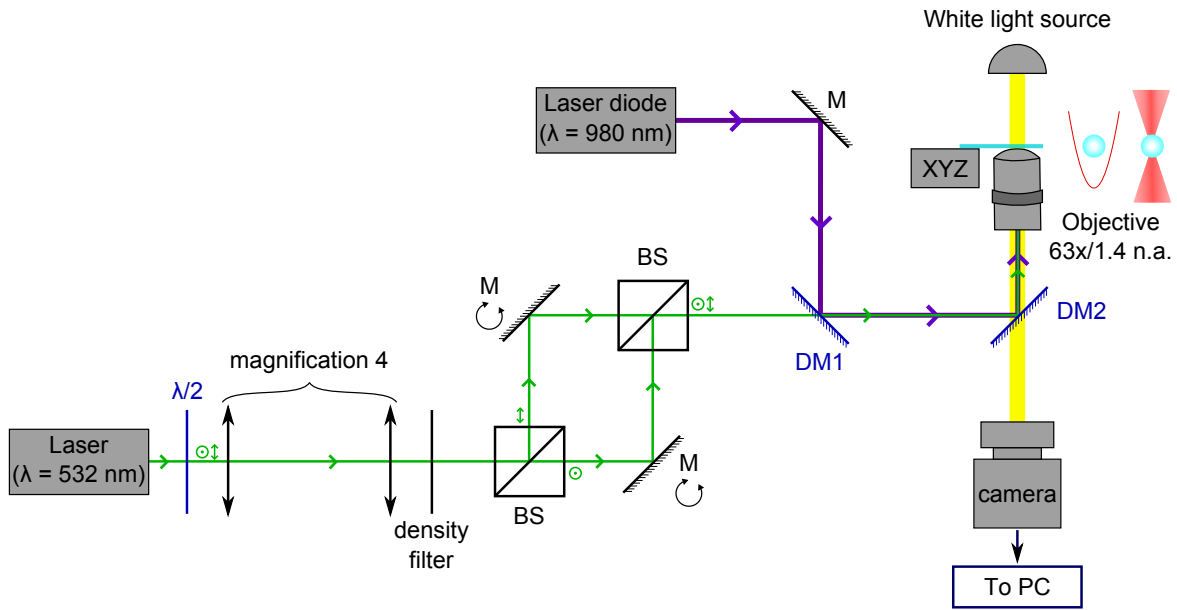 White light source
Laser diode
(λ = 980 nm)
M
XYZ
Objective
63x/1.4 n.a.
BS
M
DM1
DM2
magnification 4
λ/2
Laser
(λ = 532 nm)
M
BS
density
filter
camera
To PC